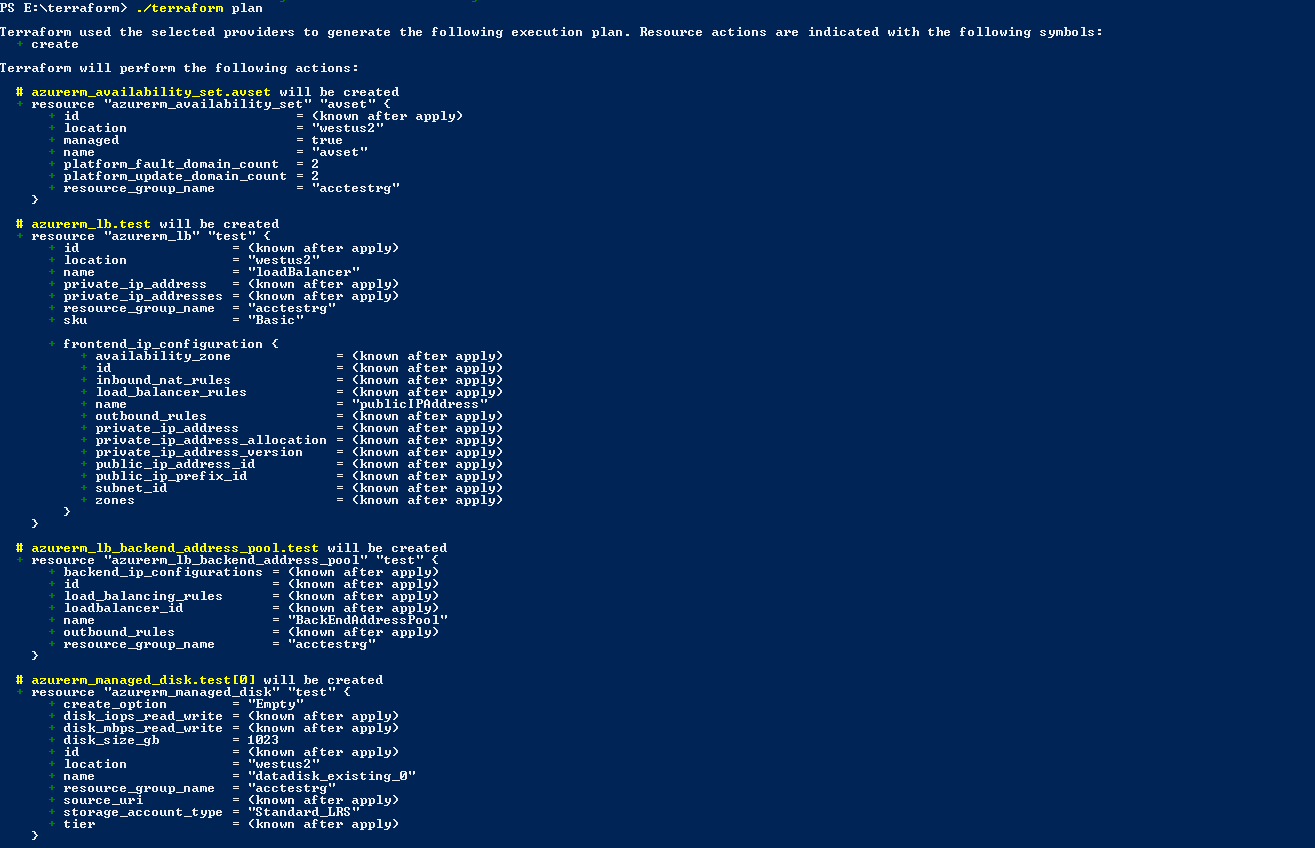 PS E:\terraform> ./terraform plan
Terraform used the selected providers to generate the following execution plan. Resource actions are indicated with the following symbols:
  + create
Terraform will perform the following actions:
  # azurerm_availability_set.avset will be created
  + resource "azurerm_availability_set" "avset" {
      + id                           = (known after apply)
      + location                     = "westus2"
      + managed                      = true
      + name                         = "avset"
      + platform_fault_domain_count  = 2
      + platform_update_domain_count = 2
      + resource_group_name          = "acctestrg"
    }
  # azurerm_lb.test will be created
  + resource "azurerm_lb" "test" {
      + id                   = (known after apply)
      + location             = "westus2"
      + name                 = "loadBalancer"
      + private_ip_address   = (known after apply)
      + private_ip_addresses = (known after apply)
      + resource_group_name  = "acctestrg"
      + sku                  = "Basic"
      + frontend_ip_configuration {
          + availability_zone             = (known after apply)
          + id                            = (known after apply)
          + inbound_nat_rules             = (known after apply)
          + load_balancer_rules           = (known after apply)
          + name                          = "publicIPAddress"
          + outbound_rules                = (known after apply)
          + private_ip_address            = (known after apply)
          + private_ip_address_allocation = (known after apply)
          + private_ip_address_version    = (known after apply)
          + public_ip_address_id          = (known after apply)
          + public_ip_prefix_id           = (known after apply)
          + subnet_id                     = (known after apply)
          + zones                         = (known after apply)
        }
    }
  # azurerm_lb_backend_address_pool.test will be created
  + resource "azurerm_lb_backend_address_pool" "test" {
      + backend_ip_configurations = (known after apply)
      + id                        = (known after apply)
      + load_balancing_rules      = (known after apply)
      + loadbalancer_id           = (known after apply)
      + name                      = "BackEndAddressPool"
      + outbound_rules            = (known after apply)
      + resource_group_name       = "acctestrg"
    }
  # azurerm_managed_disk.test[0] will be created
  + resource "azurerm_managed_disk" "test" {
      + create_option        = "Empty"
      + disk_iops_read_write = (known after apply)
      + disk_mbps_read_write = (known after apply)
      + disk_size_gb         = 1023
      + id                   = (known after apply)
      + location             = "westus2"
      + name                 = "datadisk_existing_0"
      + resource_group_name  = "acctestrg"
      + source_uri           = (known after apply)
      + storage_account_type = "Standard_LRS"
      + tier                 = (known after apply)
    }